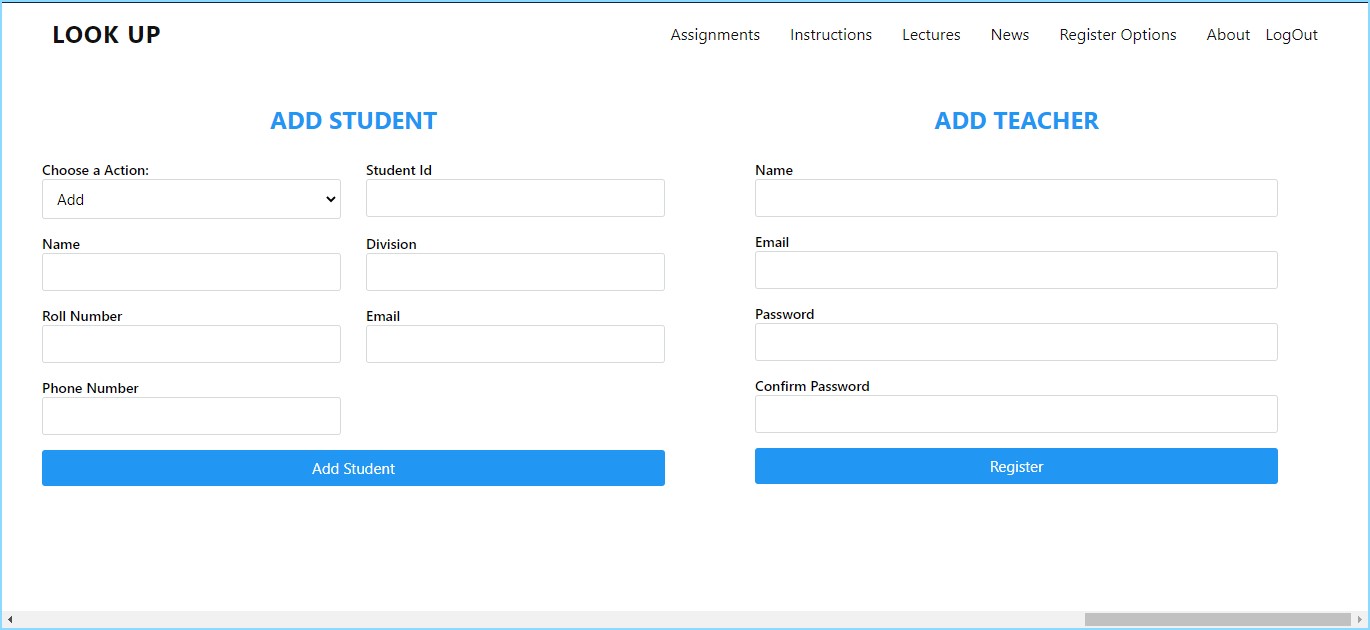 LOOK UP
Assignments Instructions Lectures News Register Options About LogOut
ADD STUDENT
Choose a Action:
Add
Student Id
Name
Division
Roll Number
Email
Phone Number
Add Student
ADD TEACHER
Name
Email
Password
Confirm Password
Register